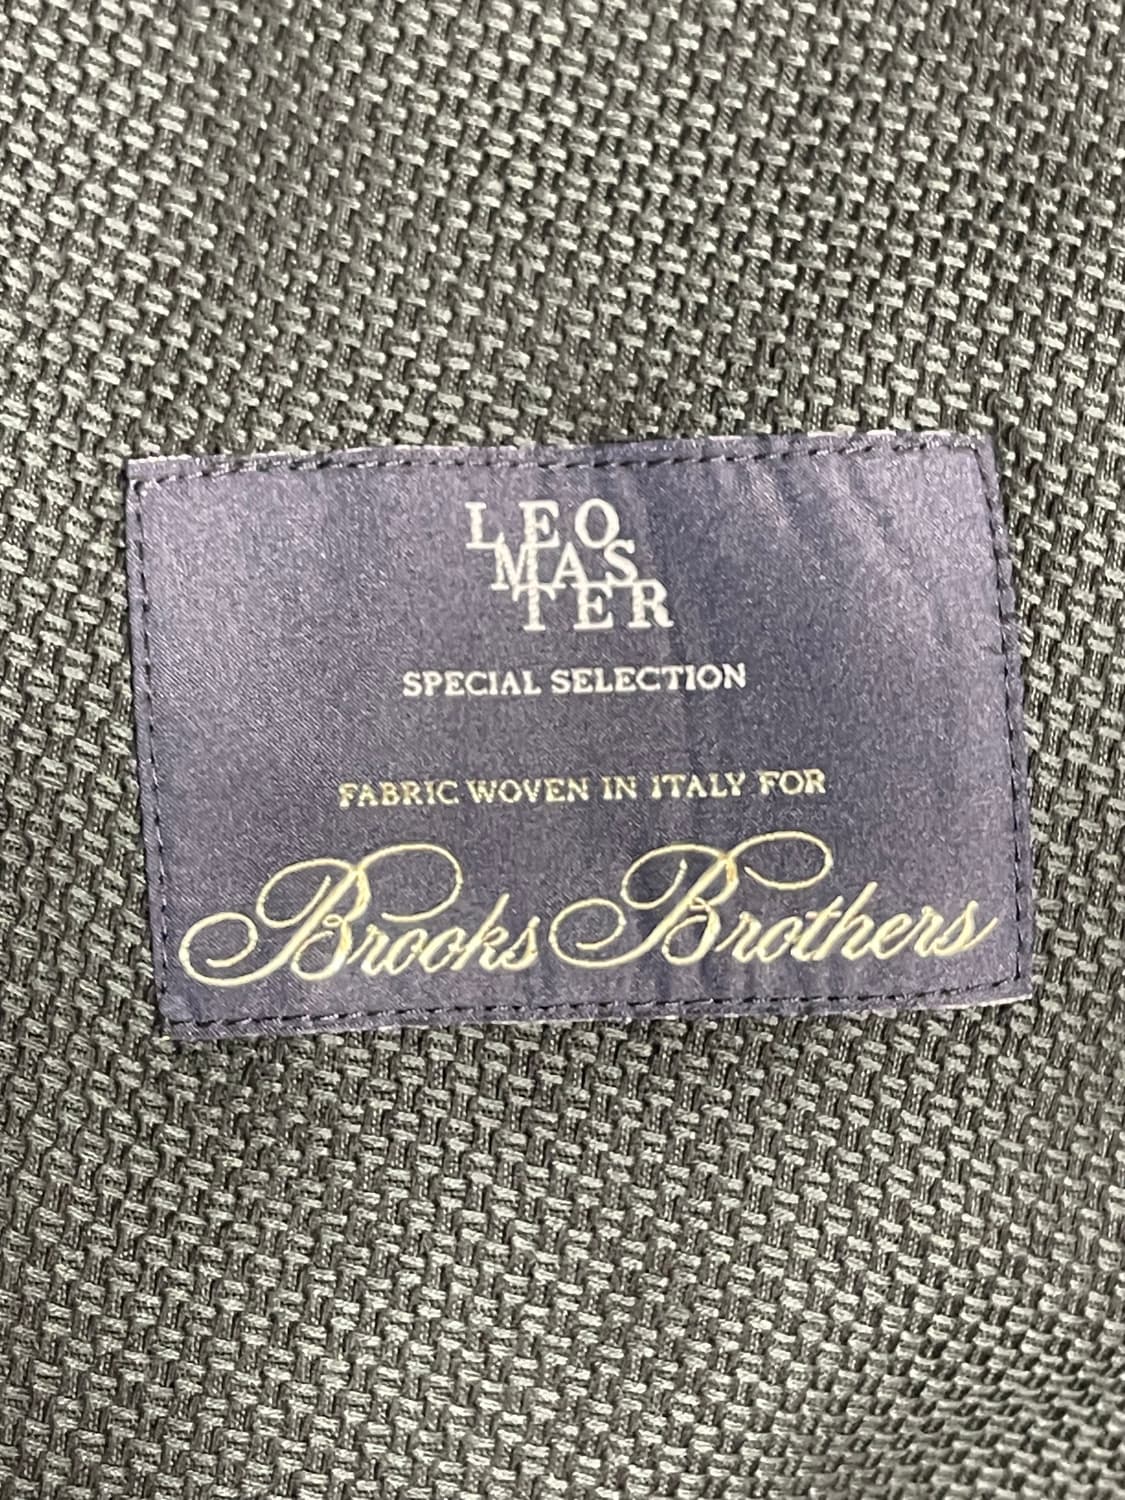 LEO
MAS
TER
SPECIAL SELECTION
FABRIC WOVEN IN ITALY FOR
Brooks Brothers